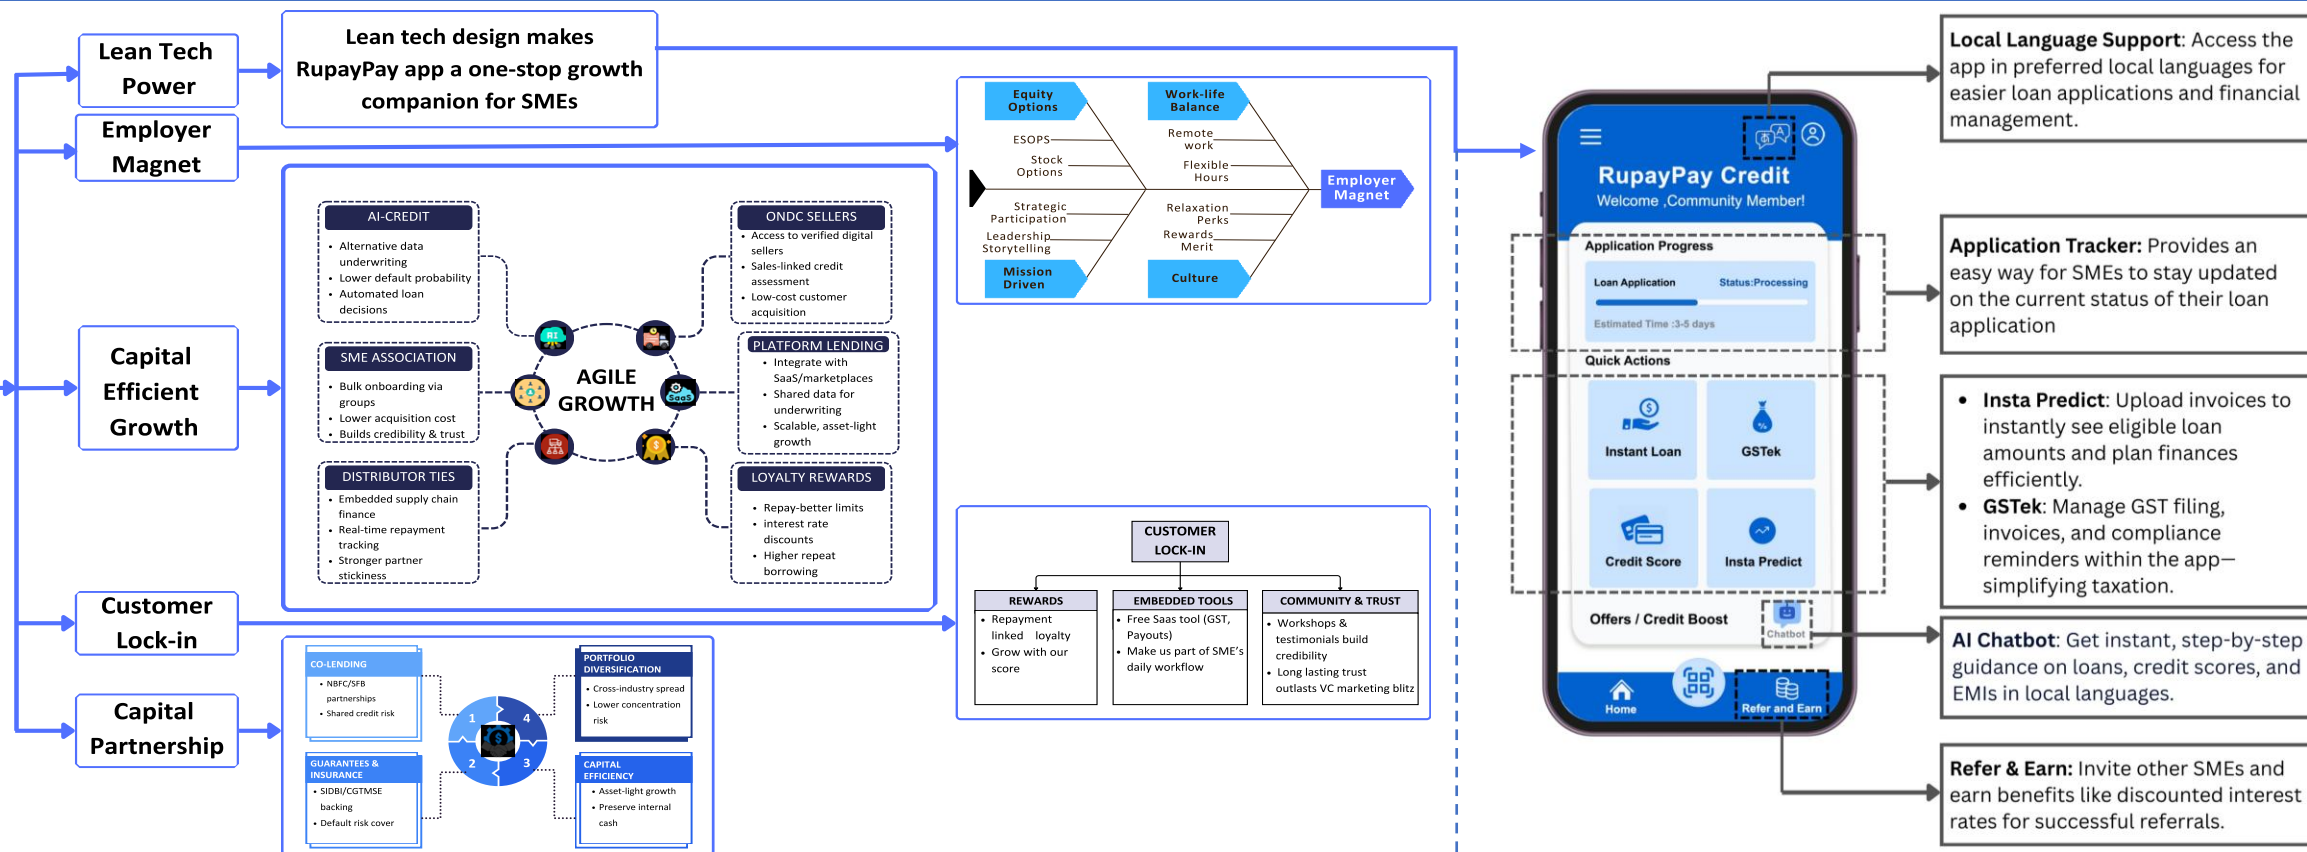 Lean Tech
Power
Lean tech design makes
RupayPay app a one-stop growth
companion for SMEs
Employer
Magnet
Capital
Efficient
Growth
Customer
Lock-in
Capital
Partnership
AI-CREDIT
• Alternative data
underwriting
• Lower default probability
• Automated loan
decisions
SME ASSOCIATION
• Bulk onboarding via
groups
• Lower acquisition cost
• Builds credibility & trust
DISTRIBUTOR TIES
• Embedded supply chain
finance
• Real-time repayment
tracking
• Stronger partner
stickiness
AI
SaaS
AGILE
GROWTH
ONDC SELLERS
• Access to verified digital
sellers
• Sales-linked credit
assessment
• Low-cost customer
acquisition
PLATFORM LENDING
• Integrate with
SaaS/marketplaces
• Shared data for
underwriting
• Scalable, asset-light
growth
LOYALTY REWARDS
• Repay-better limits
• interest rate
discounts
• Higher repeat
borrowing
CO-LENDING
• NBFC/SFB
partnerships
• Shared credit risk
GUARANTEES &
INSURANCE
• SIDBI/CGTMSE
backing
• Default risk cover
1
4
2
3
PORTFOLIO
DIVERSIFICATION
• Cross-industry spread
• Lower concentration
risk
CAPITAL
EFFICIENCY
• Asset-light growth
• Preserve internal
cash
Equity
Options
ESOPS
Stock
Options
Strategic
Participation
Leadership
Storytelling
Mission
Driven
Work-life
Balance
Remote
work
Flexible
Hours
Relaxation
Perks
Rewards
Merit
Culture
Employer
Magnet
CUSTOMER
LOCK-IN
REWARDS
• Repayment
linked loyalty
• Grow with our
score
EMBEDDED TOOLS
• Free Saas tool (GST,
Payouts)
• Make us part of SME's
daily workflow
COMMUNITY & TRUST
• Workshops &
testimonials build
credibility
• Long lasting trust
outlasts VC marketing blitz
RupayPay Credit
Welcome ,Community Member!
Application Progress
Loan Application Status:Processing
Estimated Time :3-5 days
Quick Actions
Instant Loan
GSTek
Credit Score
Insta Predict
Offers / Credit Boost
Chatbot
Home
Refer and Earn
Local Language Support: Access the
app in preferred local languages for
easier loan applications and financial
management.
Application Tracker: Provides an
easy way for SMEs to stay updated
on the current status of their loan
application
• Insta Predict: Upload invoices to
instantly see eligible loan
amounts and plan finances
efficiently.
• GSTek: Manage GST filing,
invoices, and compliance
reminders within the app—
simplifying taxation.
AI Chatbot: Get instant, step-by-step
guidance on loans, credit scores, and
EMIs in local languages.
Refer & Earn: Invite other SMEs and
earn benefits like discounted interest
rates for successful referrals.